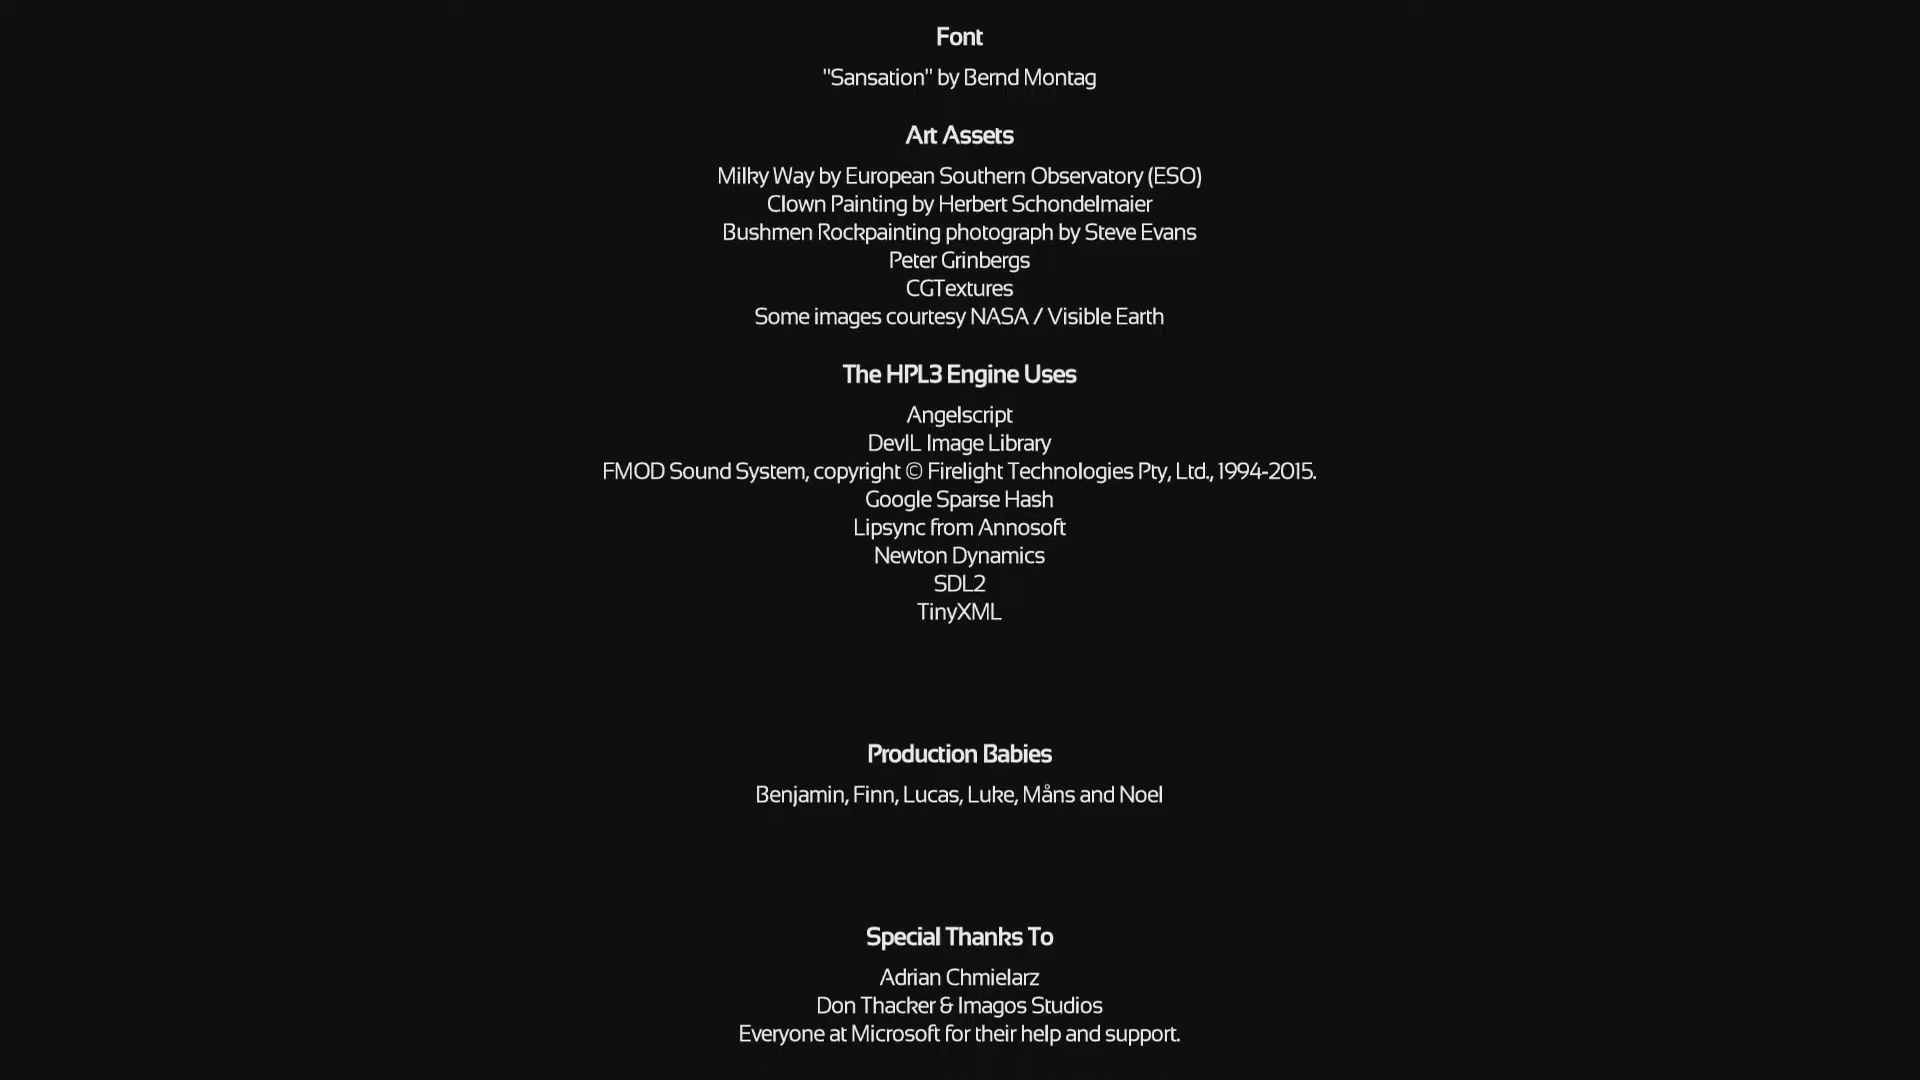 Font
"Sansation" by Bernd Montag
Art Assets
Milky Way by European Southern Observatory (ESO)
Clown Painting by Herbert Schondelmaier
Bushmen Rockpainting photograph by Steve Evans
Peter Grinbergs
CGTextures
Some images courtesy NASA / Visible Earth
The HPL3 Engine Uses
Angelscript
DevIL Image Library
FMOD Sound System, copyright © Firelight Technologies Pty, Ltd., 1994-2015.
Google Sparse Hash
Lipsync from Annosoft
Newton Dynamics
SDL2
TinyXML
Production Babies
Benjamin, Finn, Lucas, Luke, Måns and Noel
Special Thanks To
Adrian Chmielarz
Don Thacker & Imagos Studios
Everyone at Microsoft for their help and support.